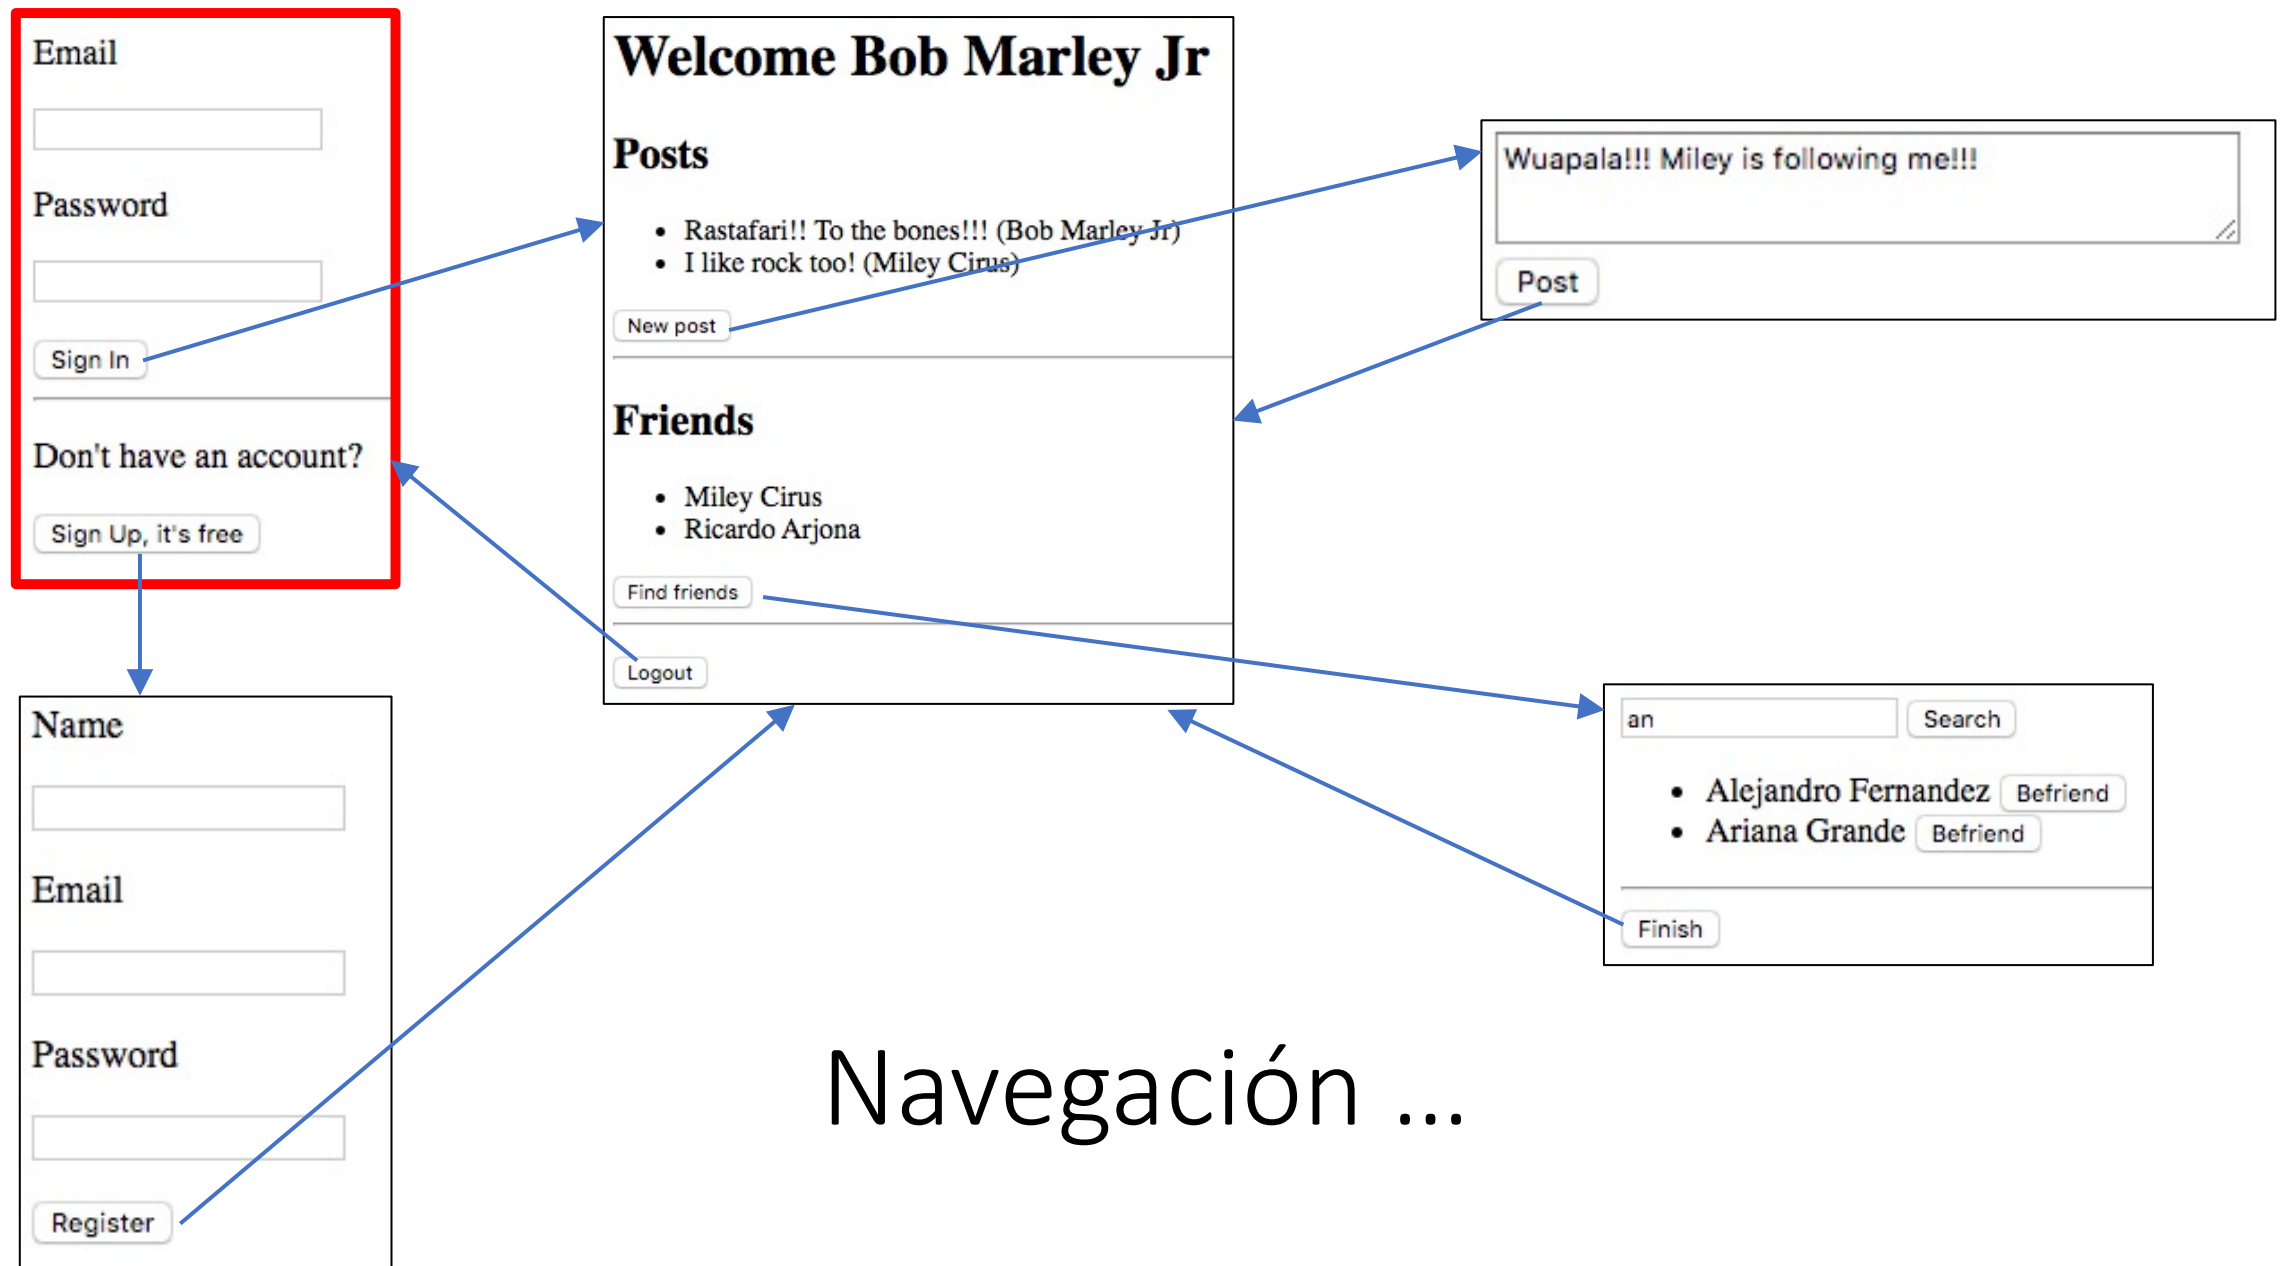 Email
Password
Sign In
Don't have an account?
Sign Up, it's free
Name
Email
Password
Register
Welcome Bob Marley Jr
Posts
Rastafari!! To the bones!!! (Bob Marley Jr)
I like rock too! (Miley Cirus)
New post
Friends
Miley Cirus
Ricardo Arjona
Find friends
Logout
Wuapala!!! Miley is following me!!!
Post
an Search
Alejandro Fernandez Befriend
Ariana Grande Befriend
Finish
Navegación ...